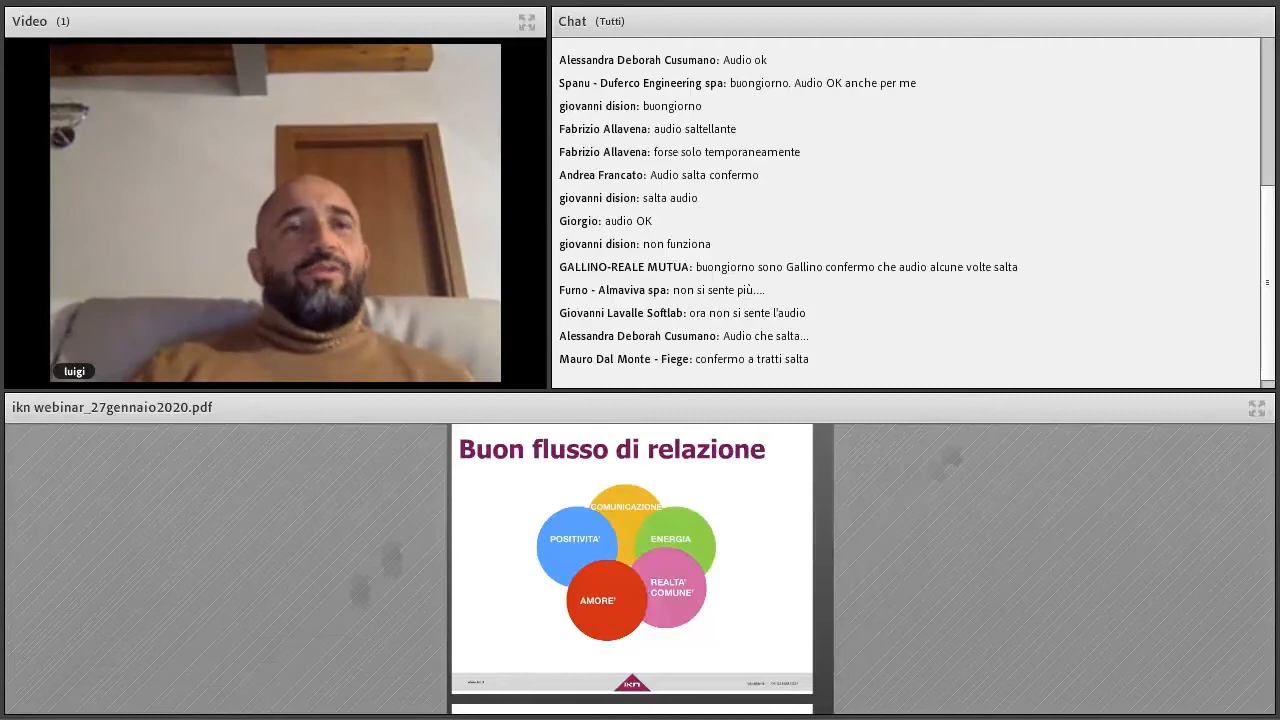 Video (1)
luigi
Chat (Tutti)
Alessandra Deborah Cusumano: Audio ok
Spanu - Duferco Engineering spa: buongiorno. Audio OK anche per me
giovanni dision: buongiorno
Fabrizio Allavena: audio saltellante
Fabrizio Allavena: forse solo temporaneamente
Andrea Francato: Audio salta confermo
giovanni dision: salta audio
Giorgio: audio OK
giovanni dision: non funziona
GALLINO-REALE MUTUA: buongiorno sono Gallino confermo che audio alcune volte salta
Furno - Almaviva spa: non si sente più....
Giovanni Lavalle Softlab: ora non si sente l'audio
Alessandra Deborah Cusumano: Audio che salta...
Mauro Dal Monte - Fiege: confermo a tratti salta
ikn webinar_27gennaio2020.pdf
Buon flusso di relazione
COMUNICAZIONE
POSITIVITA'
ENERGIA
REALTA'
COMUNE'
AMORE'
ikn